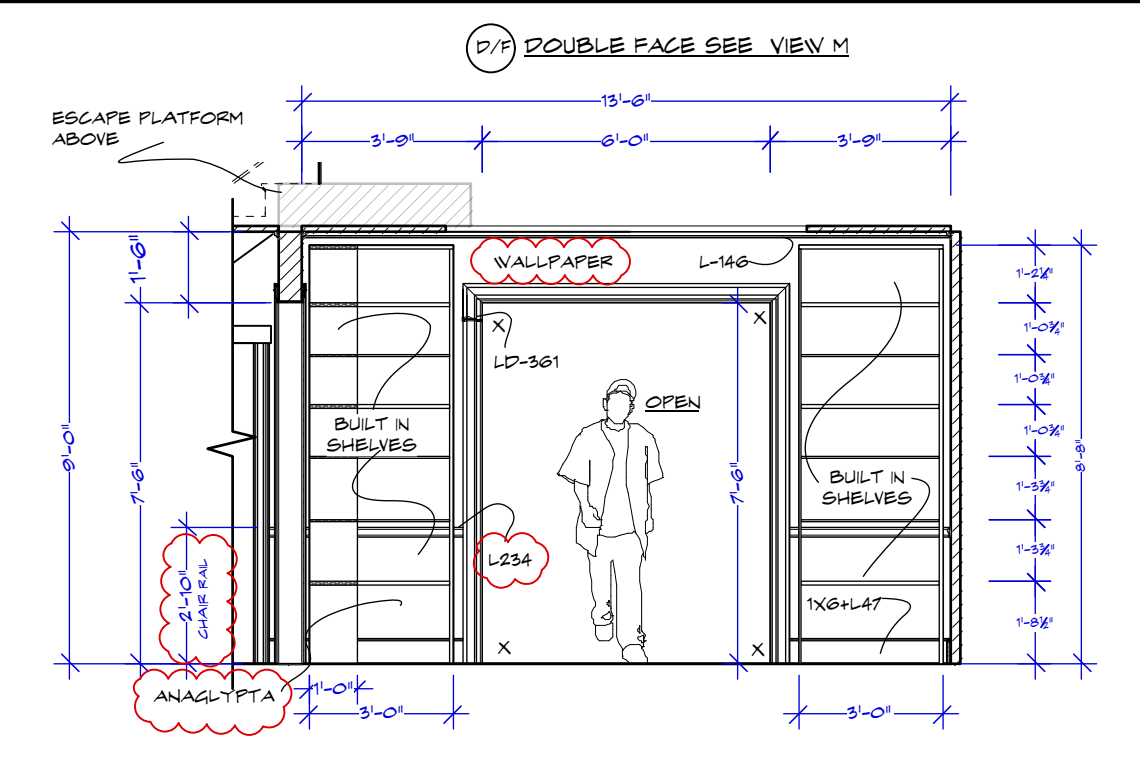 D/F DOUBLE FACE SEE VIEW M
13'-6"
ESCAPE PLATFORM
ABOVE
3'-9" 6'-0" 3'-9"
1'-6"
WALLPAPER
L-146
1'-2¼"
X X
1'-0¾"
LD-361
1'-0¾"
OPEN
BUILT IN
SHELVES
1'-0¾"
9'-0"
7'-6"
7'-6"
8'-8"
BUILT IN
SHELVES
1'-3¾"
L234
1'-3¾"
2'-10"
CHAIR RAIL
1X6+L47
1'-8½"
X X
ANAGLYPTA
1'-0"
3'-0" 3'-0"